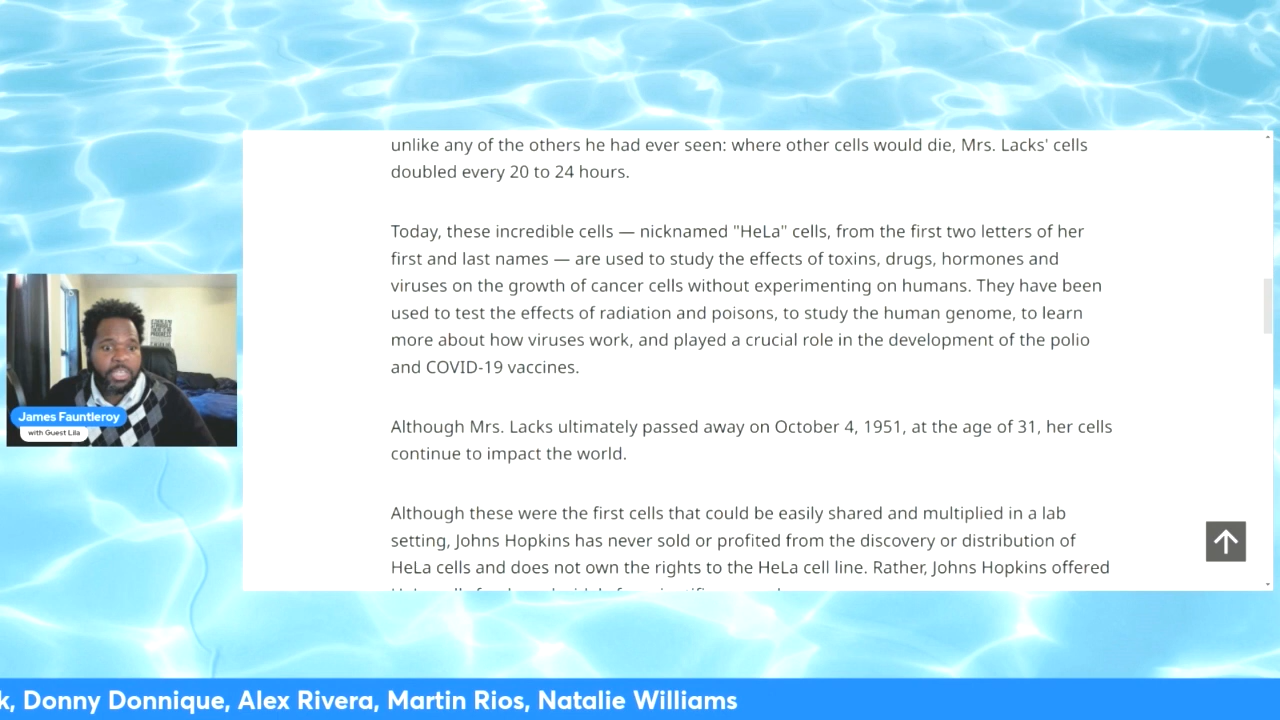 unlike any of the others he had ever seen: where other cells would die, Mrs. Lacks' cells
doubled every 20 to 24 hours.
Today, these incredible cells — nicknamed "HeLa" cells, from the first two letters of her
first and last names — are used to study the effects of toxins, drugs, hormones and
viruses on the growth of cancer cells without experimenting on humans. They have been
used to test the effects of radiation and poisons, to study the human genome, to learn
more about how viruses work, and played a crucial role in the development of the polio
and COVID-19 vaccines.
Although Mrs. Lacks ultimately passed away on October 4, 1951, at the age of 31, her cells
continue to impact the world.
Although these were the first cells that could be easily shared and multiplied in a lab
setting, Johns Hopkins has never sold or profited from the discovery or distribution of
HeLa cells and does not own the rights to the HeLa cell line. Rather, Johns Hopkins offered
James Fauntleroy
with Guest Lila
k, Donny Donnique, Alex Rivera, Martin Rios, Natalie Williams